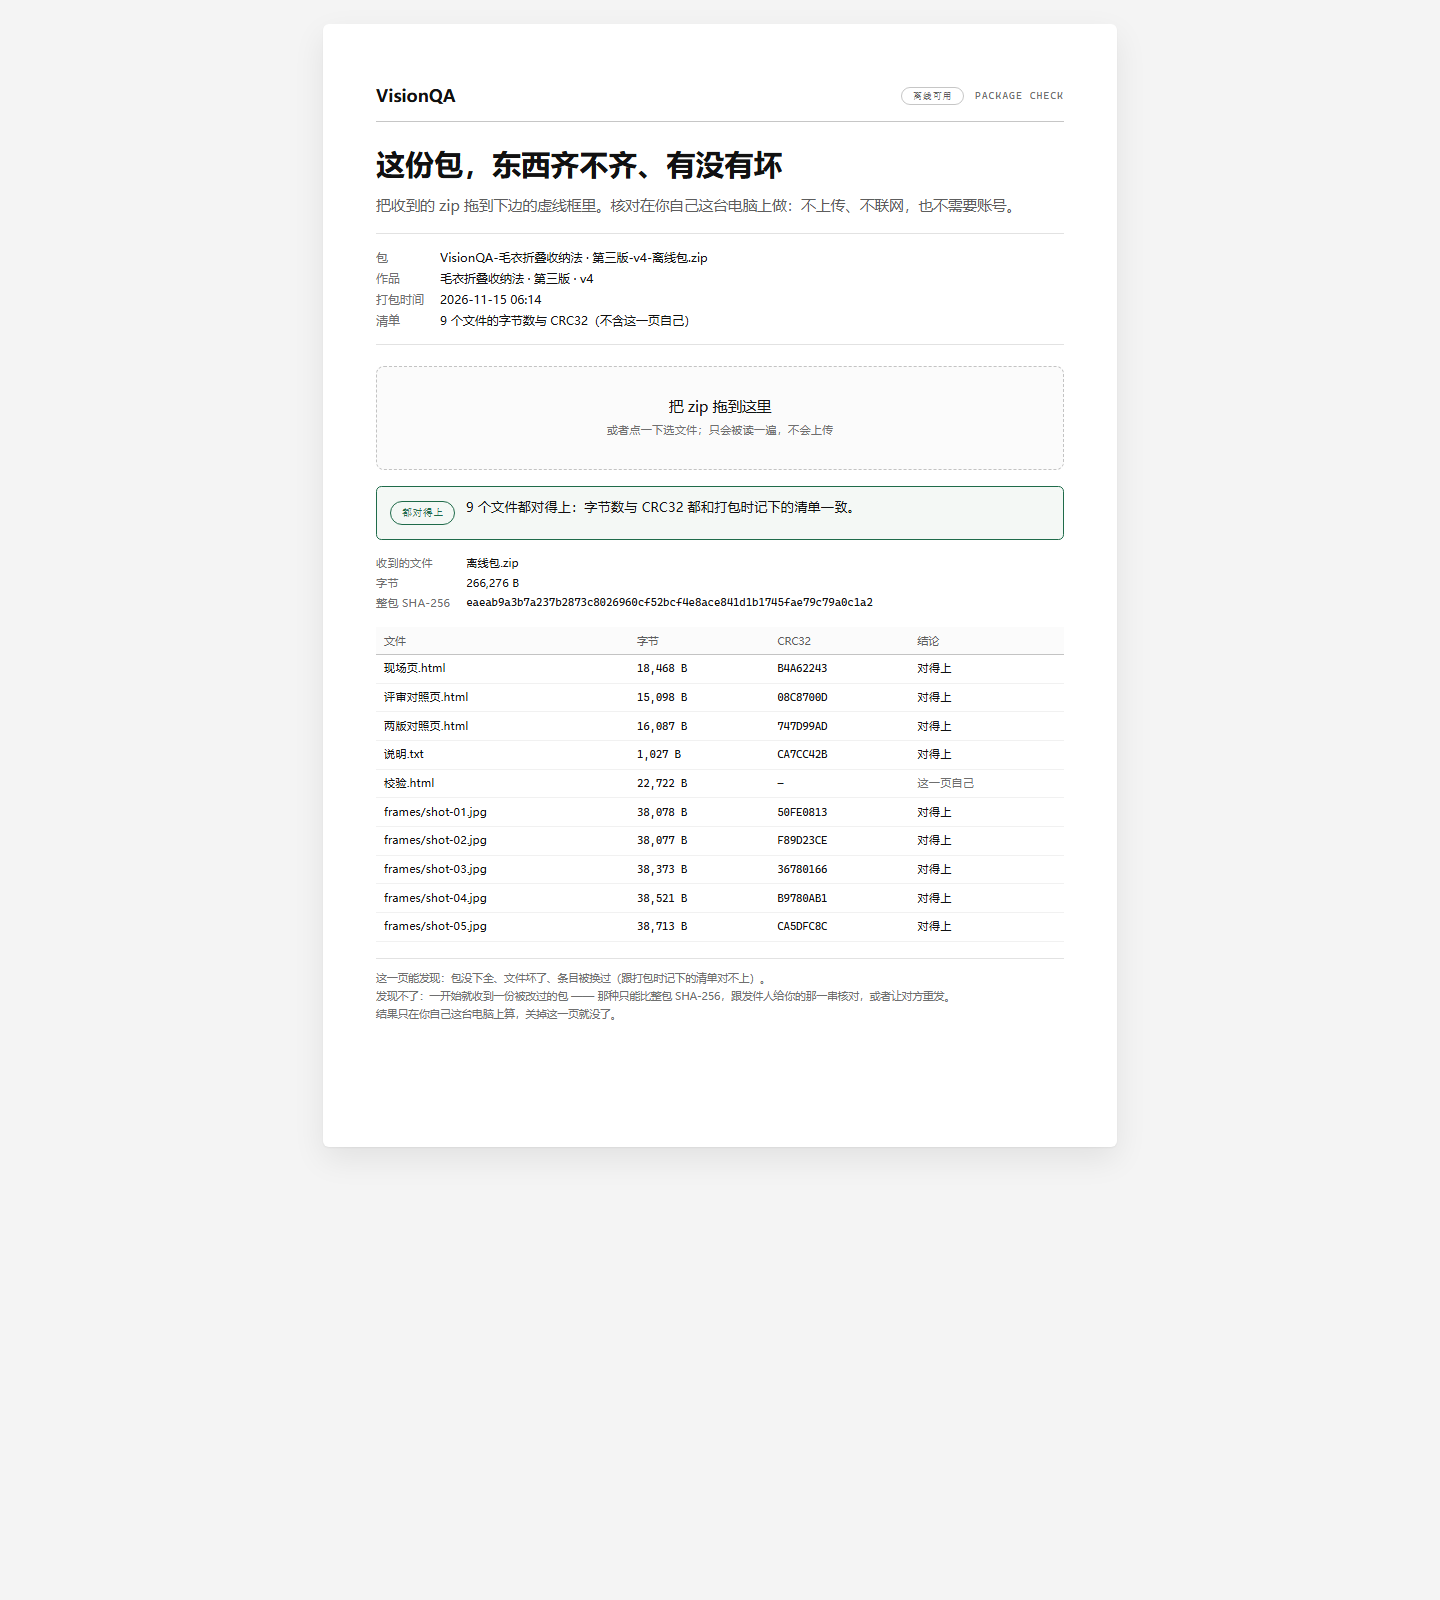 VisionQA
离线可用 PACKAGE CHECK
这份包，东西齐不齐、有没有坏
把收到的 zip 拖到下边的虚线框里。核对在你自己这台电脑上做：不上传、不联网，也不需要账号。
包 VisionQA-毛衣折叠收纳法 · 第三版-v4-离线包.zip
作品 毛衣折叠收纳法 · 第三版 · v4
打包时间 2026-11-15 06:14
清单 9 个文件的字节数与 CRC32（不含这一页自己）
把 zip 拖到这里
或者点一下选文件；只会被读一遍，不会上传
都对得上 9 个文件都对得上：字节数与 CRC32 都和打包时记下的清单一致。
收到的文件 离线包.zip
字节 266,276 B
整包 SHA-256 eaeab9a3b7a237b2873c8026960cf52bcf4e8ace841d1b1745fae79c79a0c1a2
文件 字节 CRC32 结论
现场页.html 18,468 B B4A62243 对得上
评审对照页.html 15,098 B 08C8700D 对得上
两版对照页.html 16,087 B 747D99AD 对得上
说明.txt 1,027 B CA7CC42B 对得上
校验.html 22,722 B — 这一页自己
frames/shot-01.jpg 38,078 B 50FE0813 对得上
frames/shot-02.jpg 38,077 B F89D23CE 对得上
frames/shot-03.jpg 38,373 B 36780166 对得上
frames/shot-04.jpg 38,521 B B9780AB1 对得上
frames/shot-05.jpg 38,713 B CA5DFC8C 对得上
这一页能发现：包没下全、文件坏了、条目被换过（跟打包时记下的清单对不上）。
发现不了：一开始就收到一份被改过的包 —— 那种只能比整包 SHA-256，跟发件人给你的那一串核对，或者让对方重发。
结果只在你自己这台电脑上算，关掉这一页就没了。